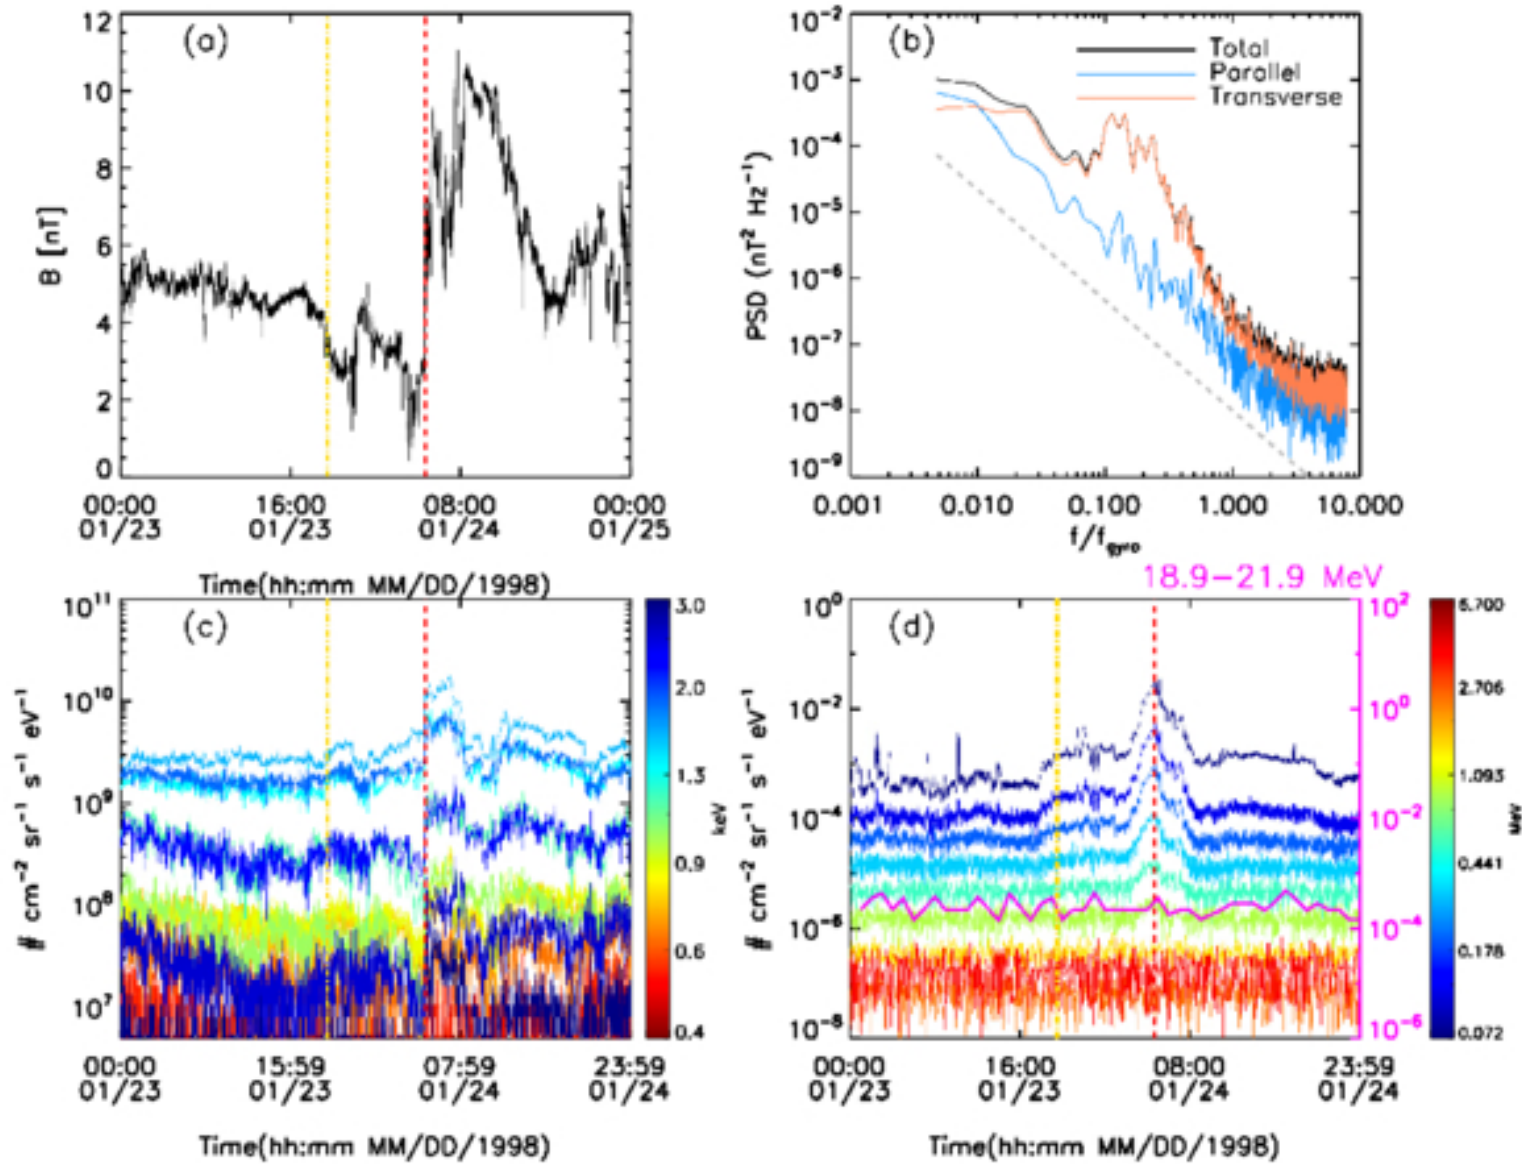 (a)
12
10
8
6
4
2
0
B [nT]
00:00 16:00 08:00 00:00
01/23 01/23 01/24 01/25
Time(hh:mm MM/DD/1998)
(b)
Total
Parallel
Transverse
10⁻²
10⁻³
10⁻⁴
10⁻⁵
10⁻⁶
10⁻⁷
10⁻⁸
10⁻⁹
PSD (nT² Hz⁻¹)
0.001 0.010 0.100 1.000 10.000
f/f_gyro
(c)
10¹¹
10¹⁰
10⁹
10⁸
10⁷
# cm⁻² sr⁻¹ s⁻¹ eV⁻¹
00:00 15:59 07:59 23:59
01/23 01/23 01/24 01/24
Time(hh:mm MM/DD/1998)
3.0
2.0
1.3
0.9
0.6
0.4
keV
18.9–21.9 MeV
(d)
10⁰
10⁻²
10⁻⁴
10⁻⁶
10⁻⁸
# cm⁻² sr⁻¹ s⁻¹ eV⁻¹
00:00 16:00 08:00 23:59
01/23 01/23 01/24 01/24
Time(hh:mm MM/DD/1998)
10²
10⁰
10⁻²
10⁻⁴
10⁻⁶
6.700
2.706
1.093
0.441
0.178
0.072
MeV